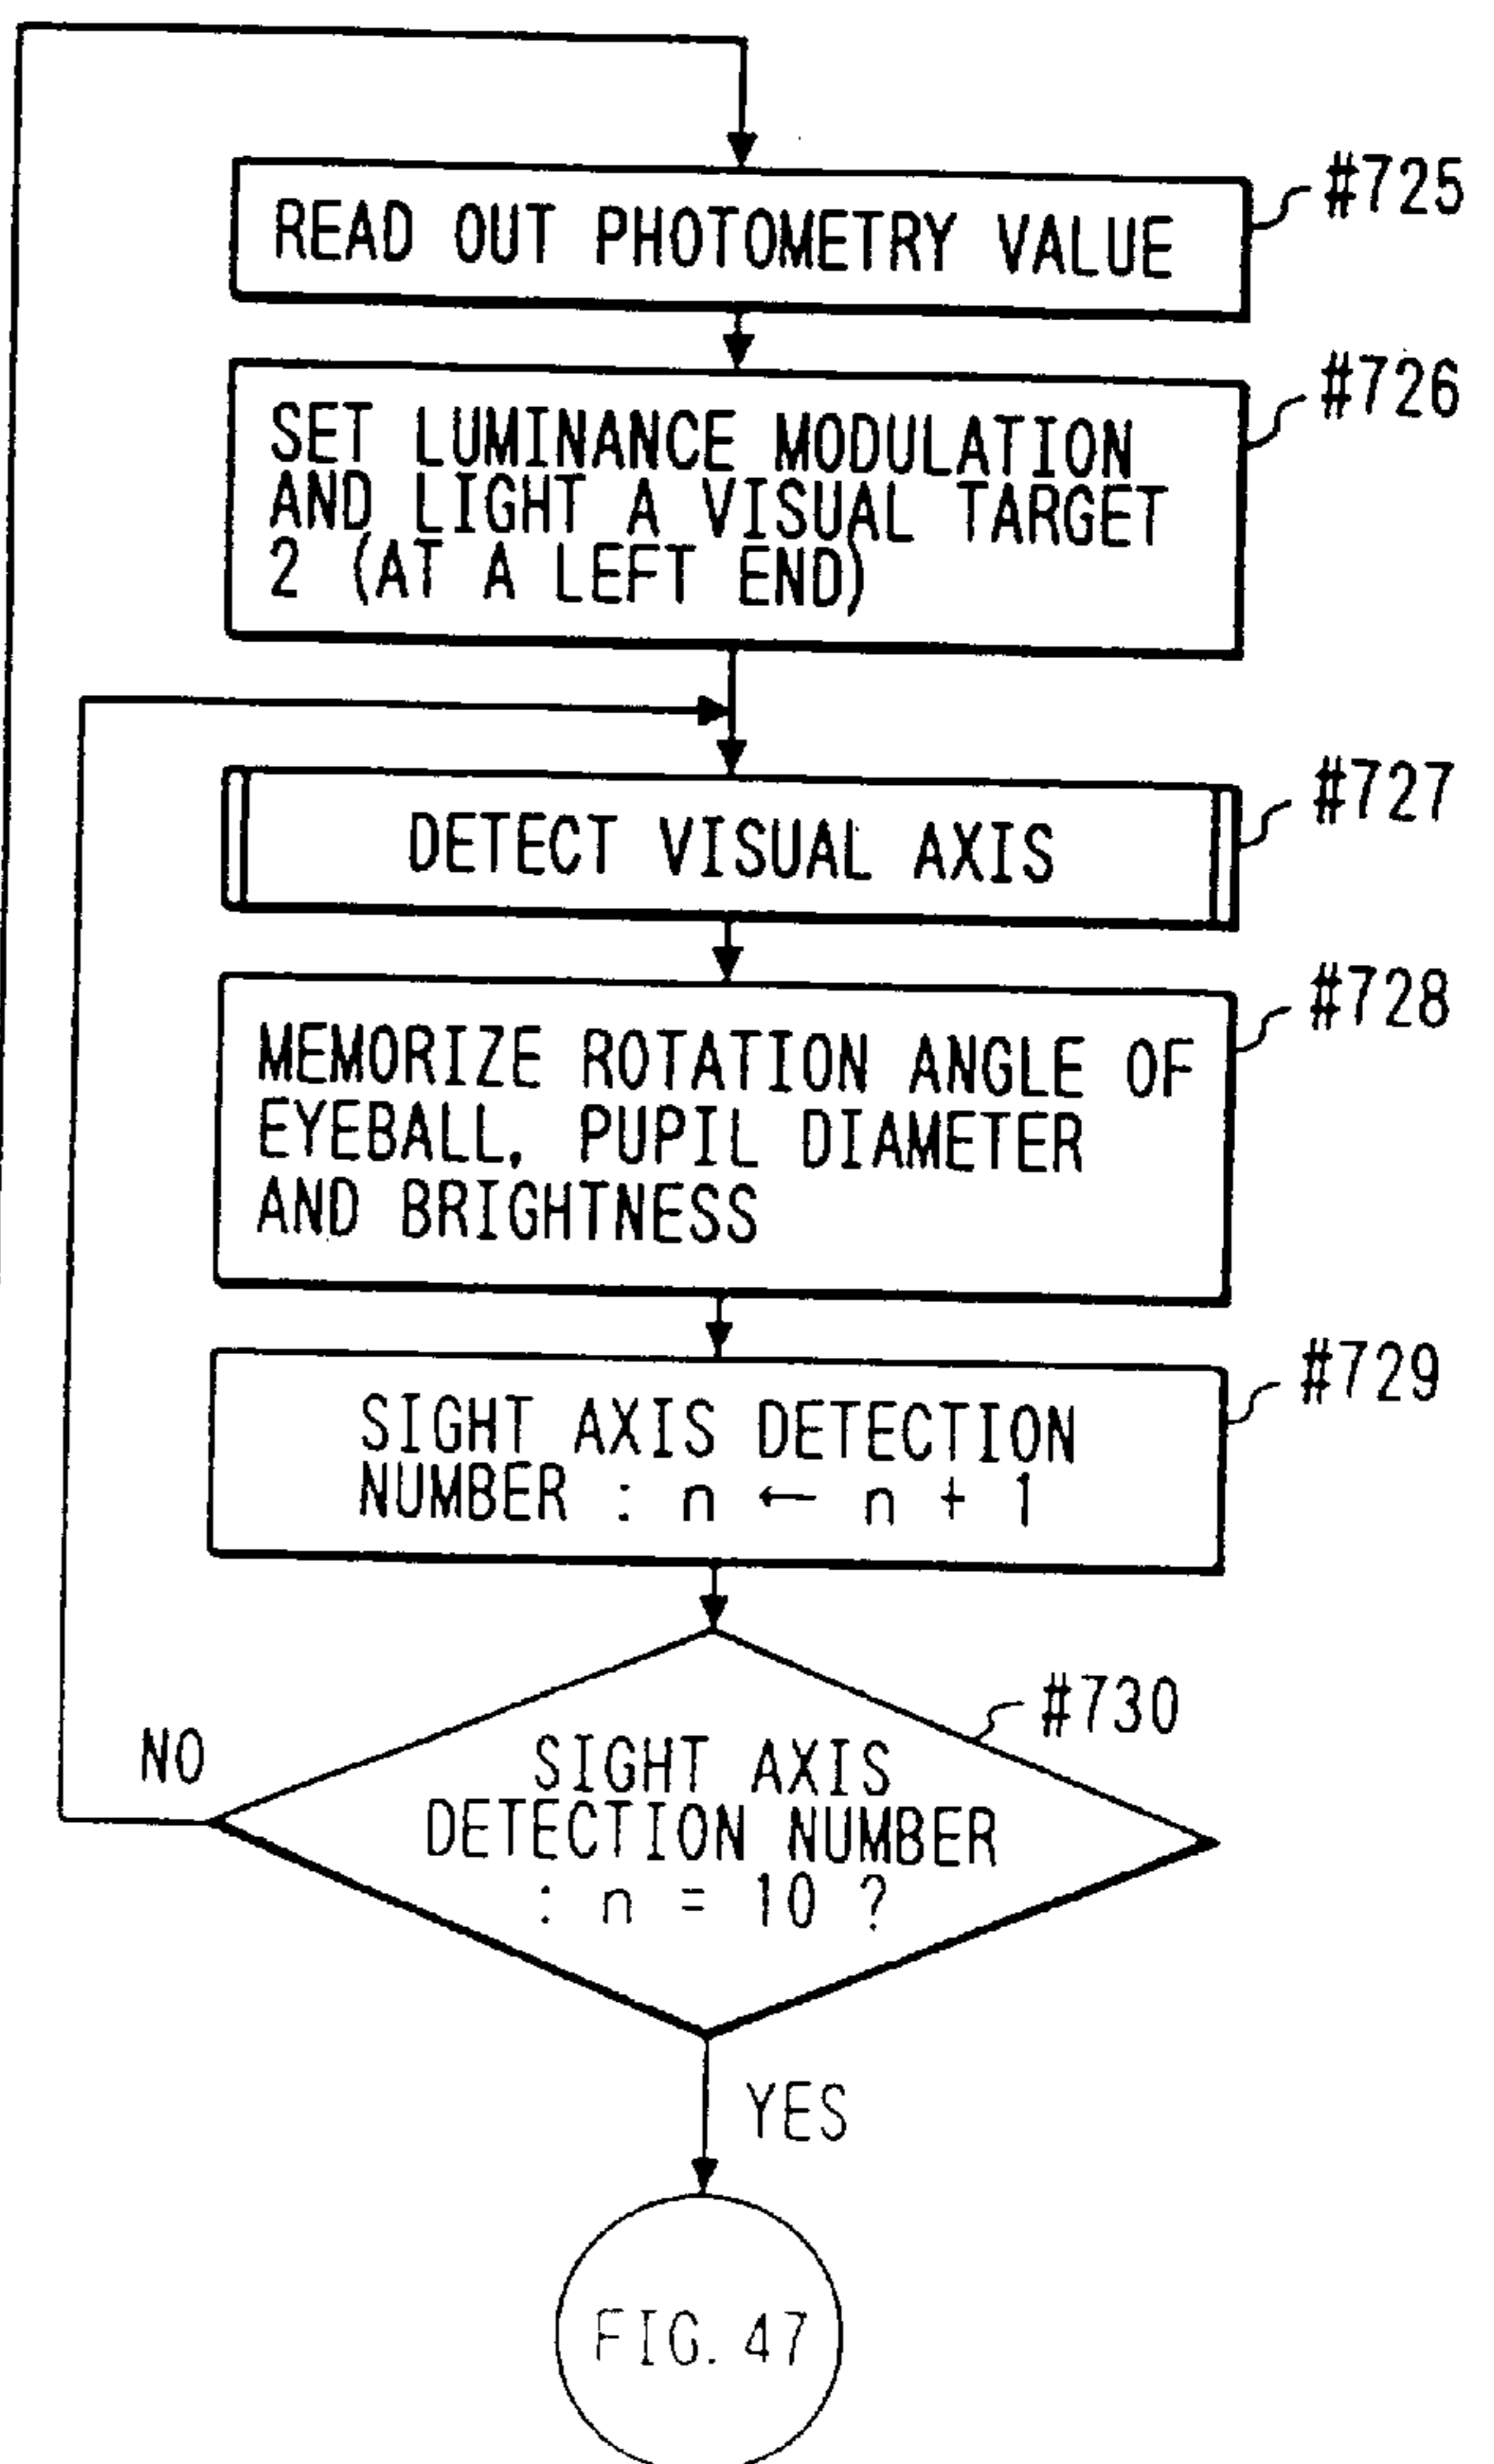 READ OUT PHOTOMETRY VALUE
#725
SET LUMINANCE MODULATION
AND LIGHT A VISUAL TARGET
2 (AT A LEFT END)
#726
DETECT VISUAL AXIS
#727
MEMORIZE ROTATION ANGLE OF
EYEBALL, PUPIL DIAMETER
AND BRIGHTNESS
#728
SIGHT AXIS DETECTION
NUMBER : n ← n + 1
#729
#730
NO
SIGHT AXIS
DETECTION NUMBER
: n = 10 ?
YES
FIG. 47